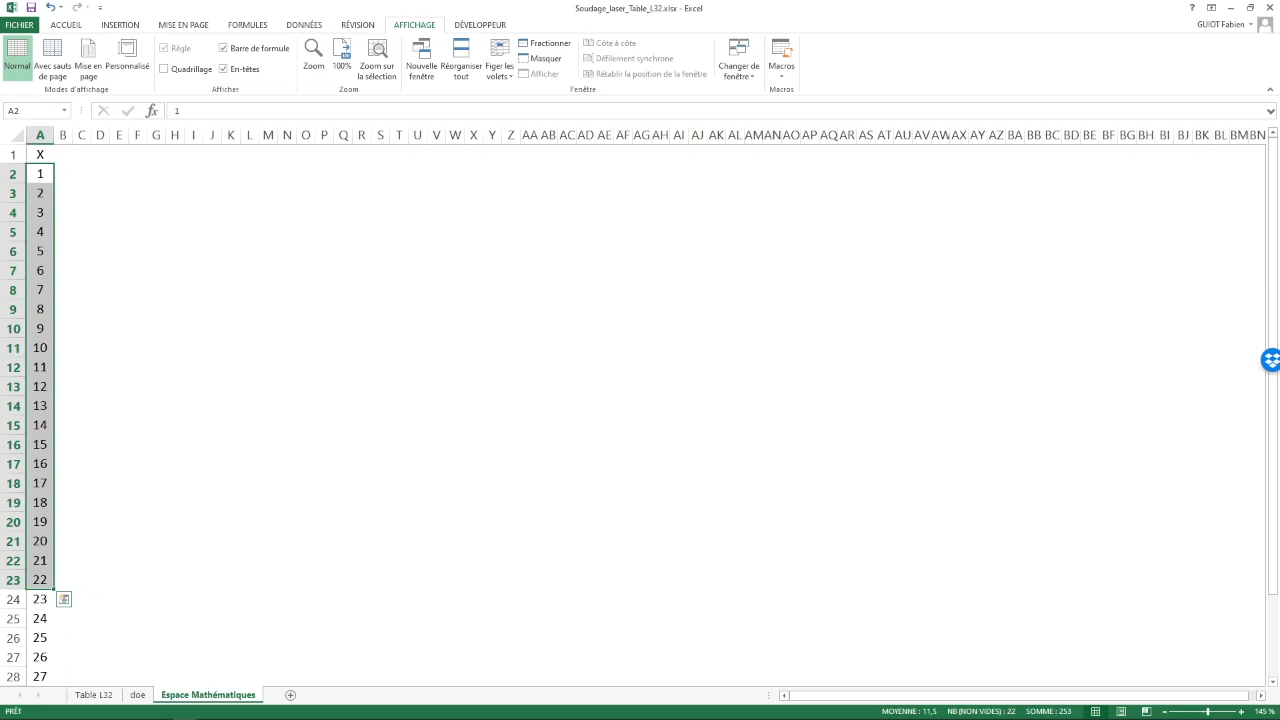 Soudage_laser_Table_L32.xlsx - Excel
FICHIER ACCUEIL INSERTION MISE EN PAGE FORMULES DONNÉES RÉVISION AFFICHAGE DÉVELOPPEUR GUIOT Fabien
Normal Avec sauts de page Mise en page Personnalisé
Modes d'affichage
Règle Barre de formule
Quadrillage En-têtes
Afficher
Zoom 100% Zoom sur la sélection
Zoom
Nouvelle fenêtre Réorganiser tout Figer les volets
Fractionner
Masquer
Afficher
Côte à côte
Défilement synchrone
Rétablir la position de la fenêtre
Changer de fenêtre
Fenêtre
Macros
Macros
A2 fx 1
A B C D E F G H I J K L M N O P Q R S T U V W X Y Z AA AB AC AD AE AF AG AH AI AJ AK AL AM AN AO AP AQ AR AS AT AU AV AW AX AY AZ BA BB BC BD BE BF BG BH BI BJ BK BL BM BN
1 X
2 1
3 2
4 3
5 4
6 5
7 6
8 7
9 8
10 9
11 10
12 11
13 12
14 13
15 14
16 15
17 16
18 17
19 18
20 19
21 20
22 21
23 22
24 23
25 24
26 25
27 26
28 27
Table L32 doe Espace Mathématiques
PRÊT MOYENNE : 11,5 NB (NON VIDES) : 22 SOMME : 253 145 %